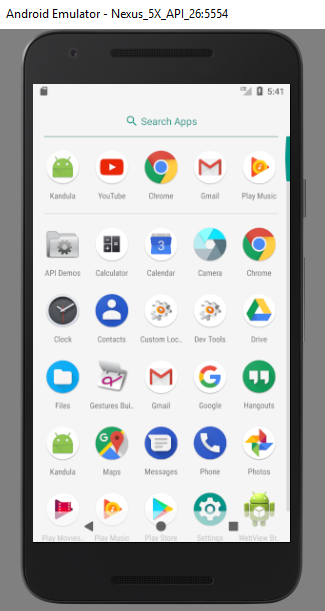 Android Emulator - Nexus_5X_API_26:5554
LTE 5:41
Search Apps
Kandula YouTube Chrome Gmail Play Music
API Demos Calculator Calendar Camera Chrome
3
Clock Contacts Custom Loc.. Dev Tools Drive
Files Gestures Bui.. Gmail Google Hangouts
Kandula Maps Messages Phone Photos
Play Movies.. Play Music Play Store Settings WebView Br..